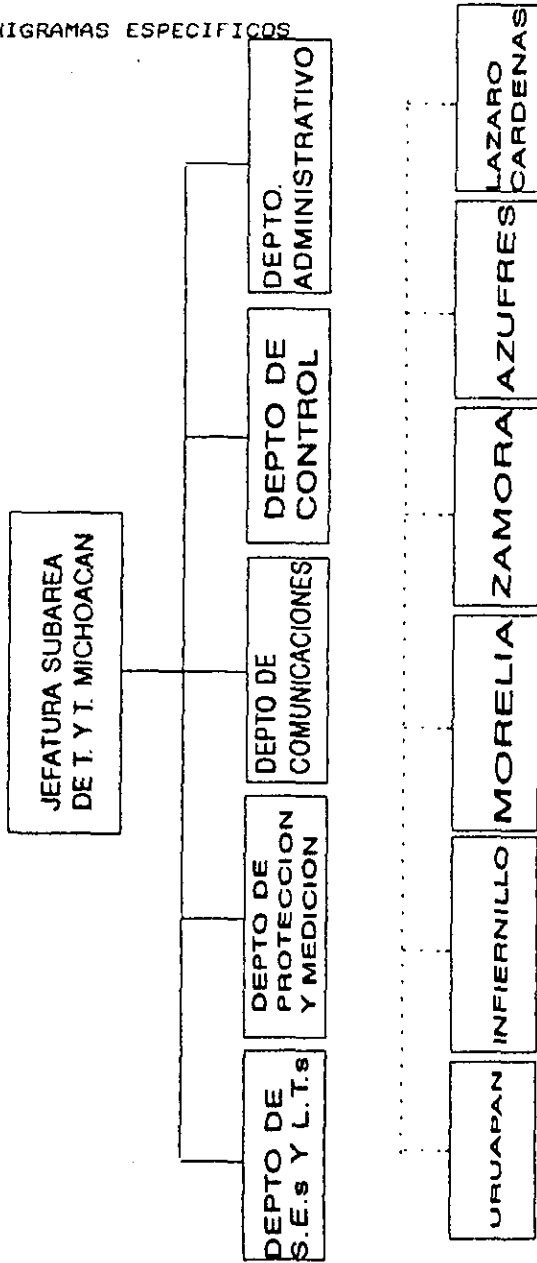 NIGRAMAS ESPECIFICOS
JEFATURA SUBAREA
DE T. Y T. MICHOACAN
DEPTO DE
S.E.s Y L.T.s
DEPTO DE
PROTECCION
Y MEDICION
DEPTO DE
COMUNICACIONES
DEPTO DE
CONTROL
DEPTO.
ADMINISTRATIVO
URUAPAN
INFIERNILLO
MORELIA
ZAMORA
AZUFRES
LAZARO
CARDENAS